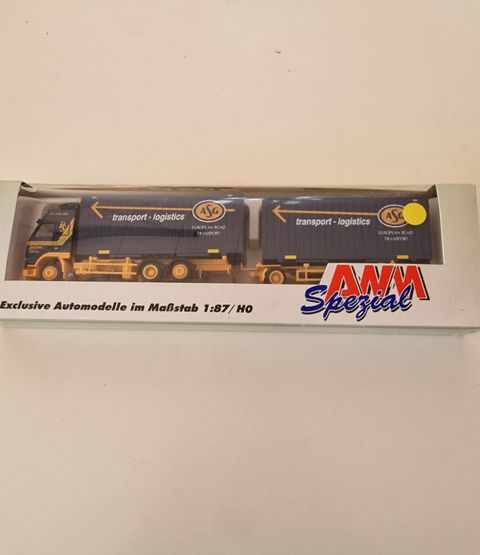 transport - logistics
ASG
EUROPEAN ROAD
TRANSPORT
transport - logistics
ASG
EUROPEAN ROAD
TRANSPORT
AWM
Spezial
Exclusive Automodelle im Maßstab 1:87/HO